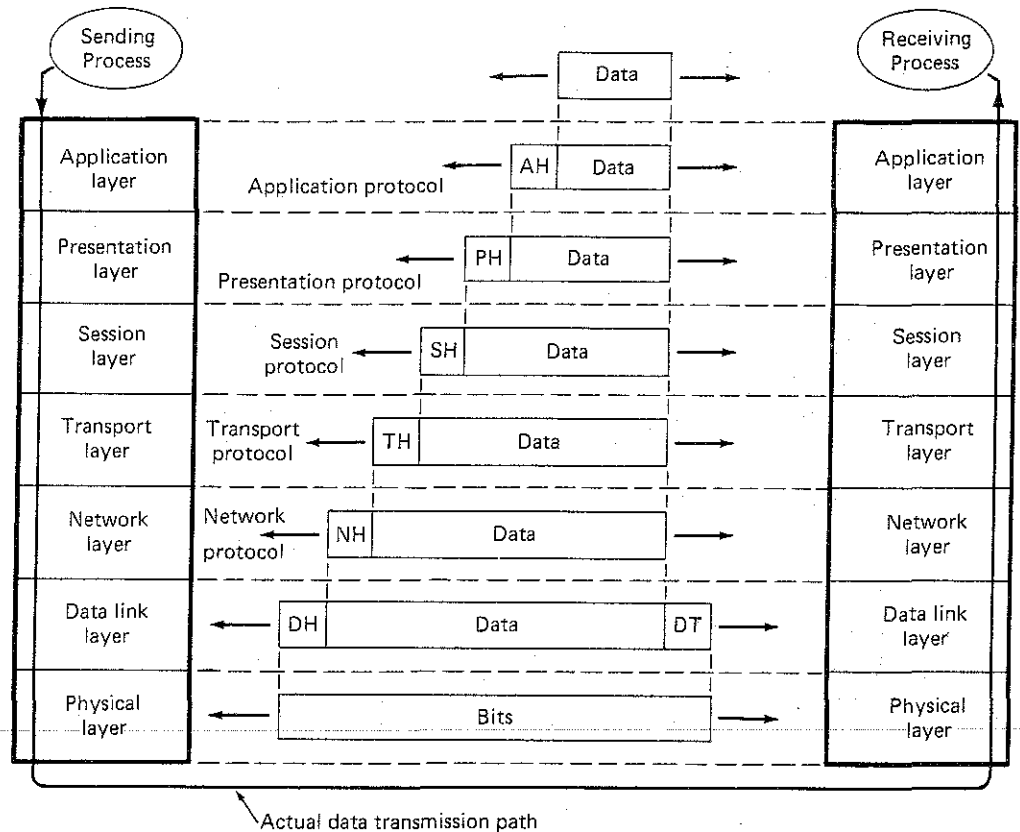 Sending
Process
Receiving
Process
Data
Application
layer
Application protocol
AH
Data
Application
layer
Presentation
layer
Presentation protocol
PH
Data
Presentation
layer
Session
layer
Session
protocol
SH
Data
Session
layer
Transport
layer
Transport
protocol
TH
Data
Transport
layer
Network
layer
Network
protocol
NH
Data
Network
layer
Data link
layer
DH
Data
DT
Data link
layer
Physical
layer
Bits
Physical
layer
Actual data transmission path